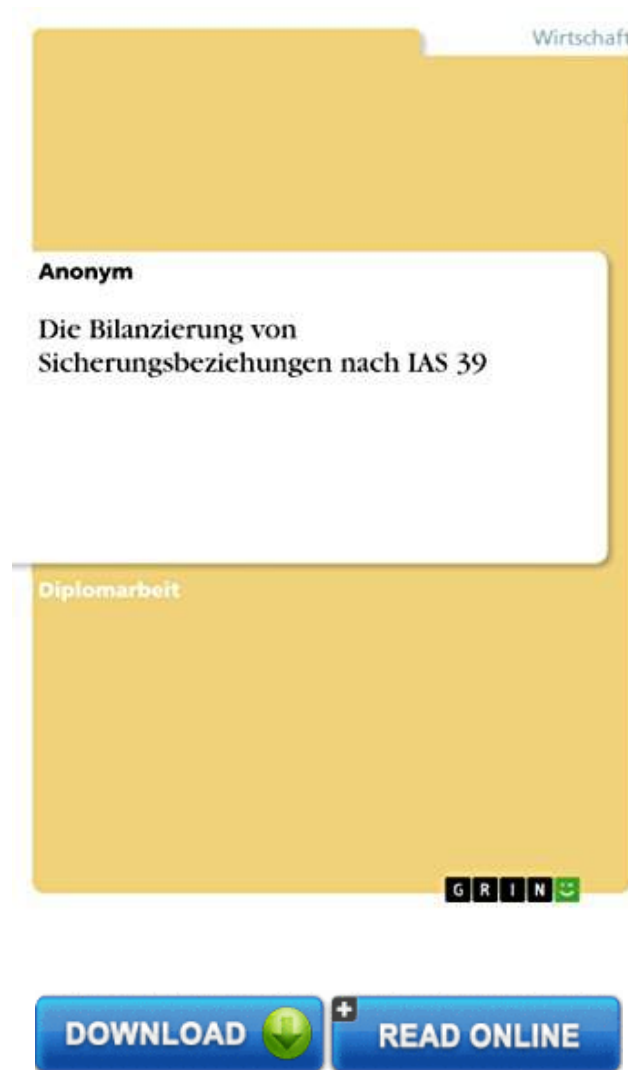 Wirtschaft
Anonym
Die Bilanzierung von
Sicherungsbeziehungen nach IAS 39
Diplomarbeit
GRIN
DOWNLOAD
READ ONLINE